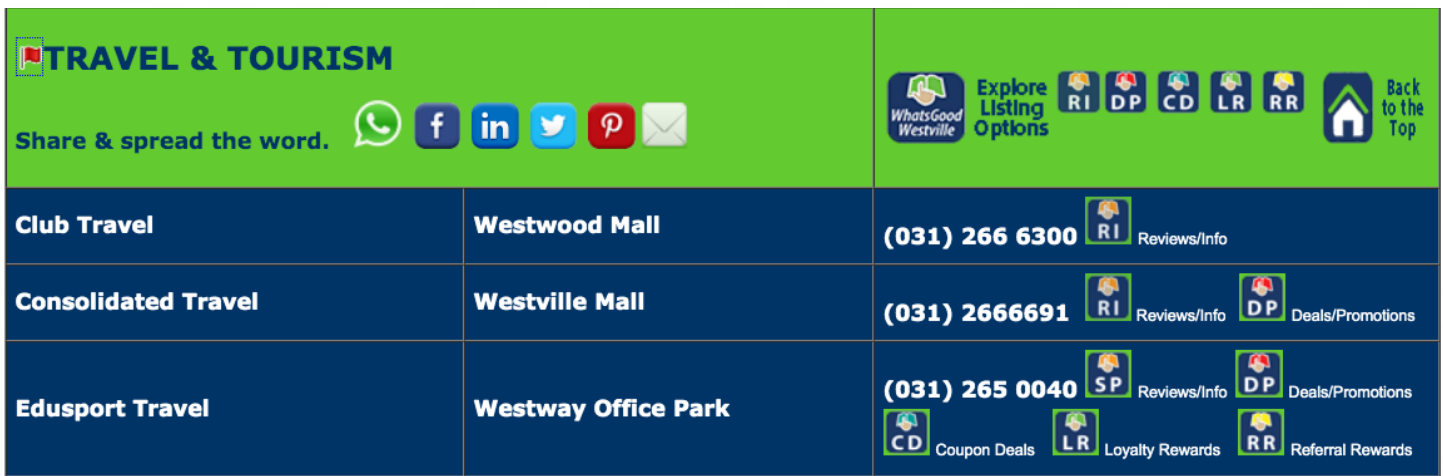 TRAVEL & TOURISM
Share & spread the word.
WhatsGood
Westville
Explore
Listing
Options
RI DP CD LR RR
Back
to the
Top
Club Travel
Westwood Mall
(031) 266 6300 RI Reviews/Info
Consolidated Travel
Westville Mall
(031) 2666691 RI Reviews/Info DP Deals/Promotions
Edusport Travel
Westway Office Park
(031) 265 0040 SP Reviews/Info DP Deals/Promotions
CD Coupon Deals LR Loyalty Rewards RR Referral Rewards